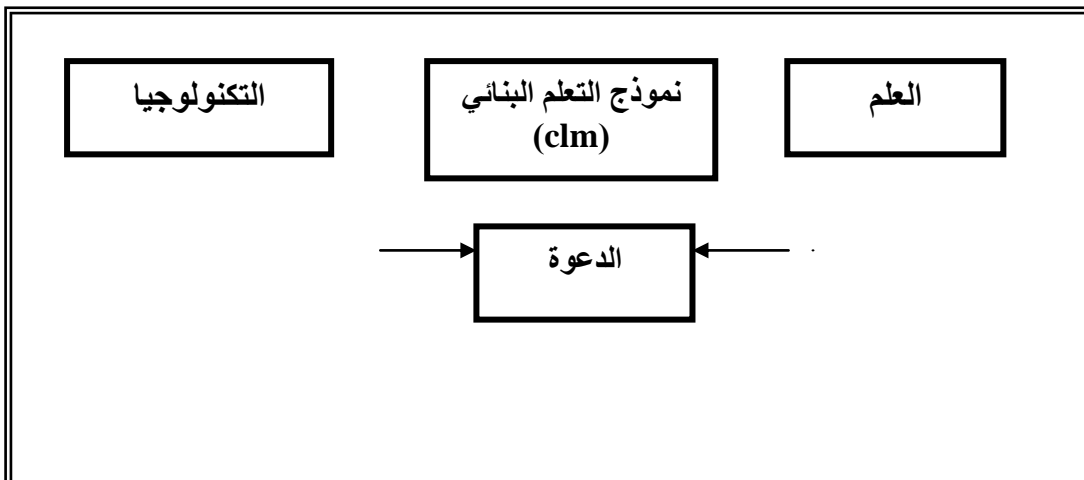 العلم
نموذج التعلم البنائي
(clm)
التكنولوجيا
الدعوة